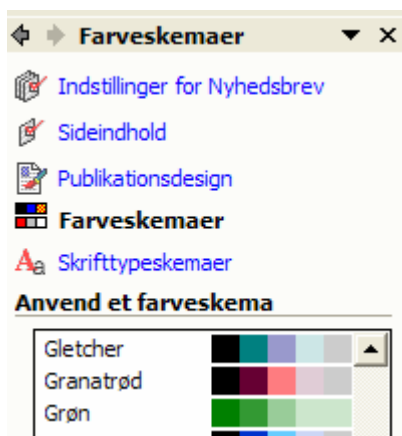 Farveskemaer
Indstillinger for Nyhedsbrev
Sideindhold
Publikationsdesign
Farveskemaer
Skrifttypeskemaer
Anvend et farveskema
Gletcher
Granatrød
Grøn